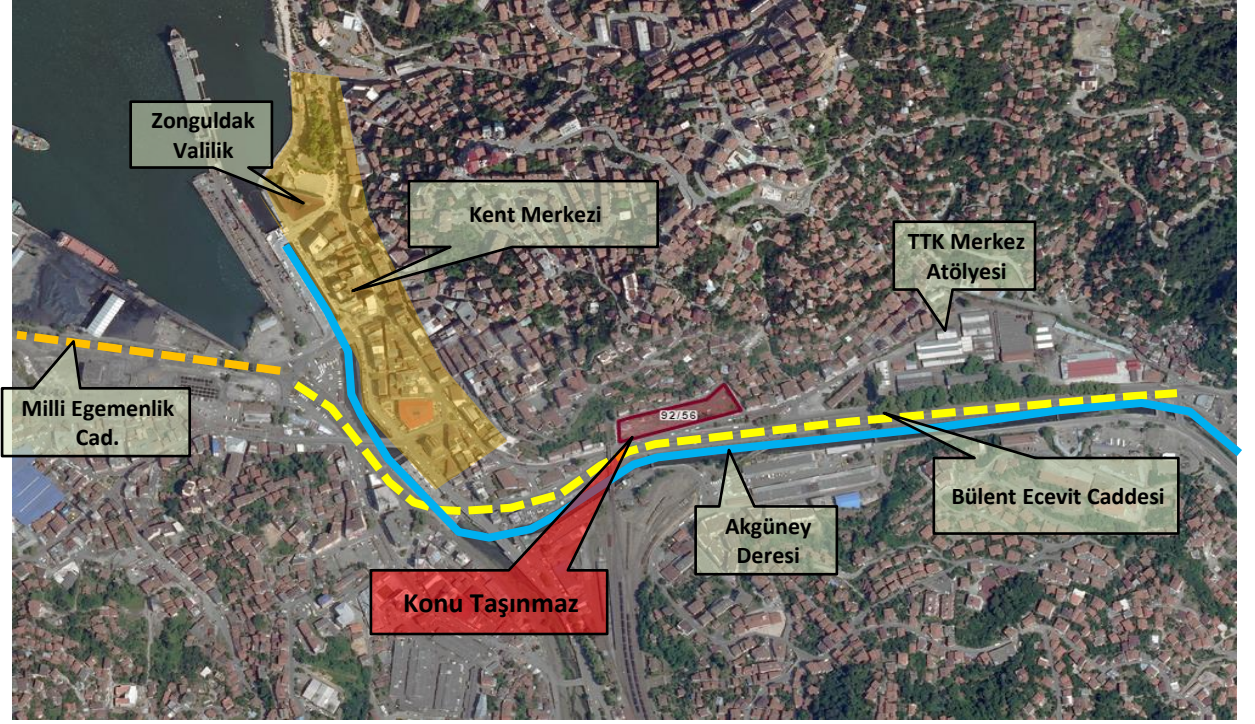 Zonguldak
Valilik
Kent Merkezi
TTK Merkez
Atölyesi
Milli Egemenlik
Cad.
92/56
Bülent Ecevit Caddesi
Akgüney
Deresi
Konu Taşınmaz